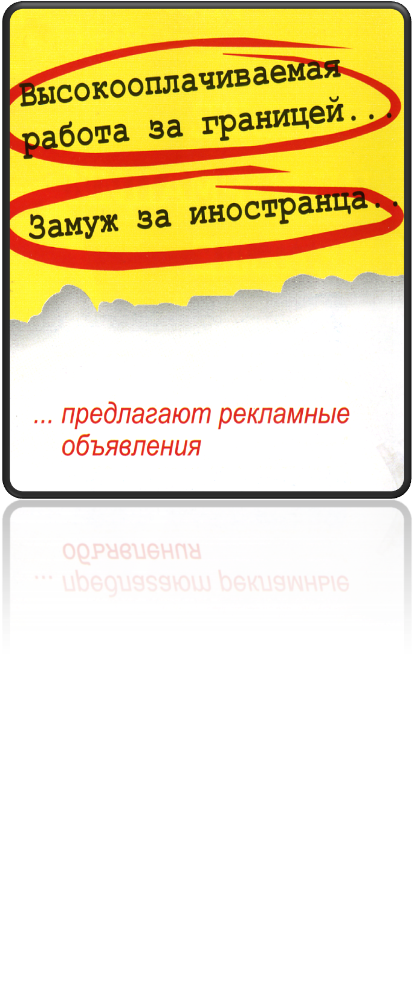 Высокооплачиваемая
работа за границей...
Замуж за иностранца..
... предлагают рекламные
объявления